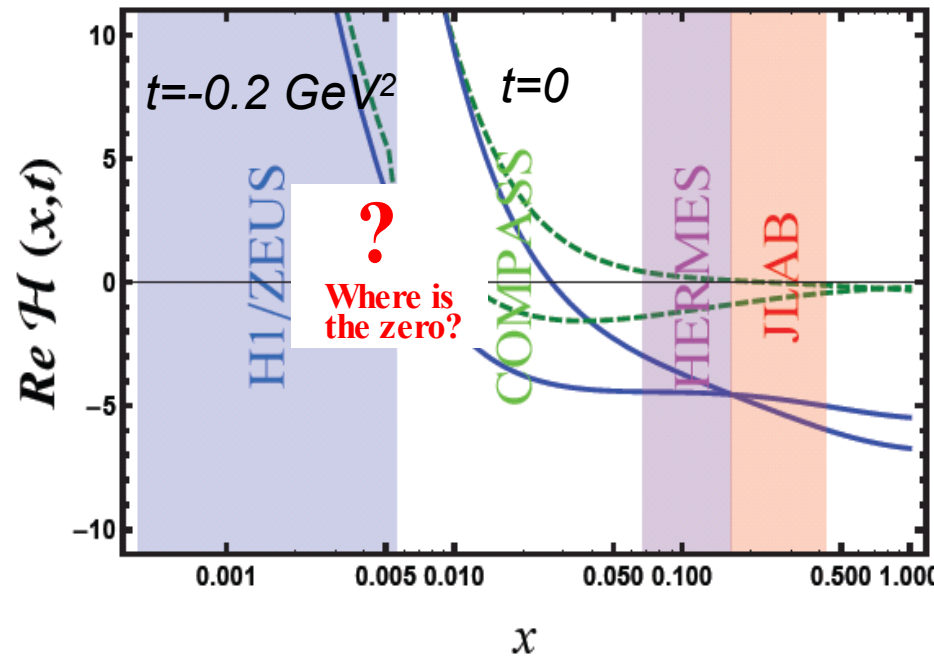 10
5
0
−5
−10
Re H (x,t)
t=-0.2 GeV2
t=0
H1/ZEUS
?
Where is
the zero?
COMPASS
HERMES
JLAB
0.001
0.005
0.010
0.050
0.100
0.500
1.000
x